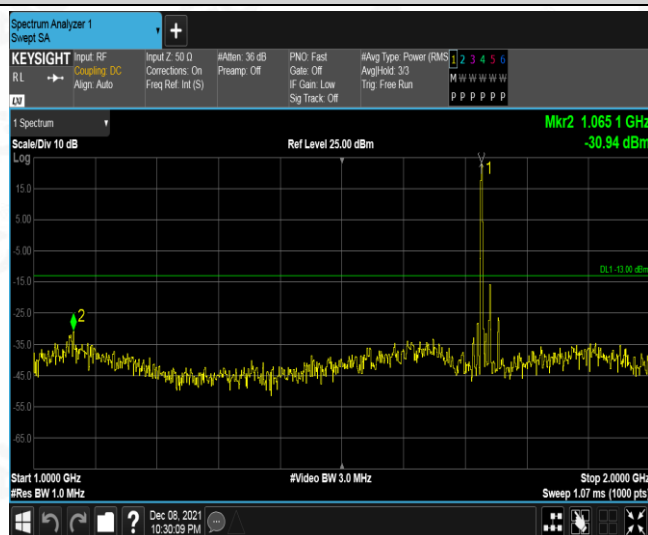 Spectrum Analyzer 1
Swept SA
+
KEYSIGHT Input: RF Input Z: 50 Ω #Atten: 36 dB PNO: Fast #Avg Type: Power (RMS 1 2 3 4 5 6
RL Coupling: DC Corrections: On Preamp: Off Gate: Off Avg|Hold: 3/3 M W W W W W
Align: Auto Freq Ref: Int (S) IF Gain: Low Trig: Free Run
Sig Track: Off P P P P P P
LXI
1 Spectrum Mkr2 1.065 1 GHz
Scale/Div 10 dB Ref Level 25.00 dBm -30.94 dBm
Log
1
15.0
5.00
-5.00
DL1 -13.00 dBm
-15.0
2
-25.0
-35.0
-45.0
-55.0
-65.0
Start 1.0000 GHz #Video BW 3.0 MHz Stop 2.0000 GHz
#Res BW 1.0 MHz Sweep 1.07 ms (1000 pts)
? Dec 08, 2021
10:30:09 PM